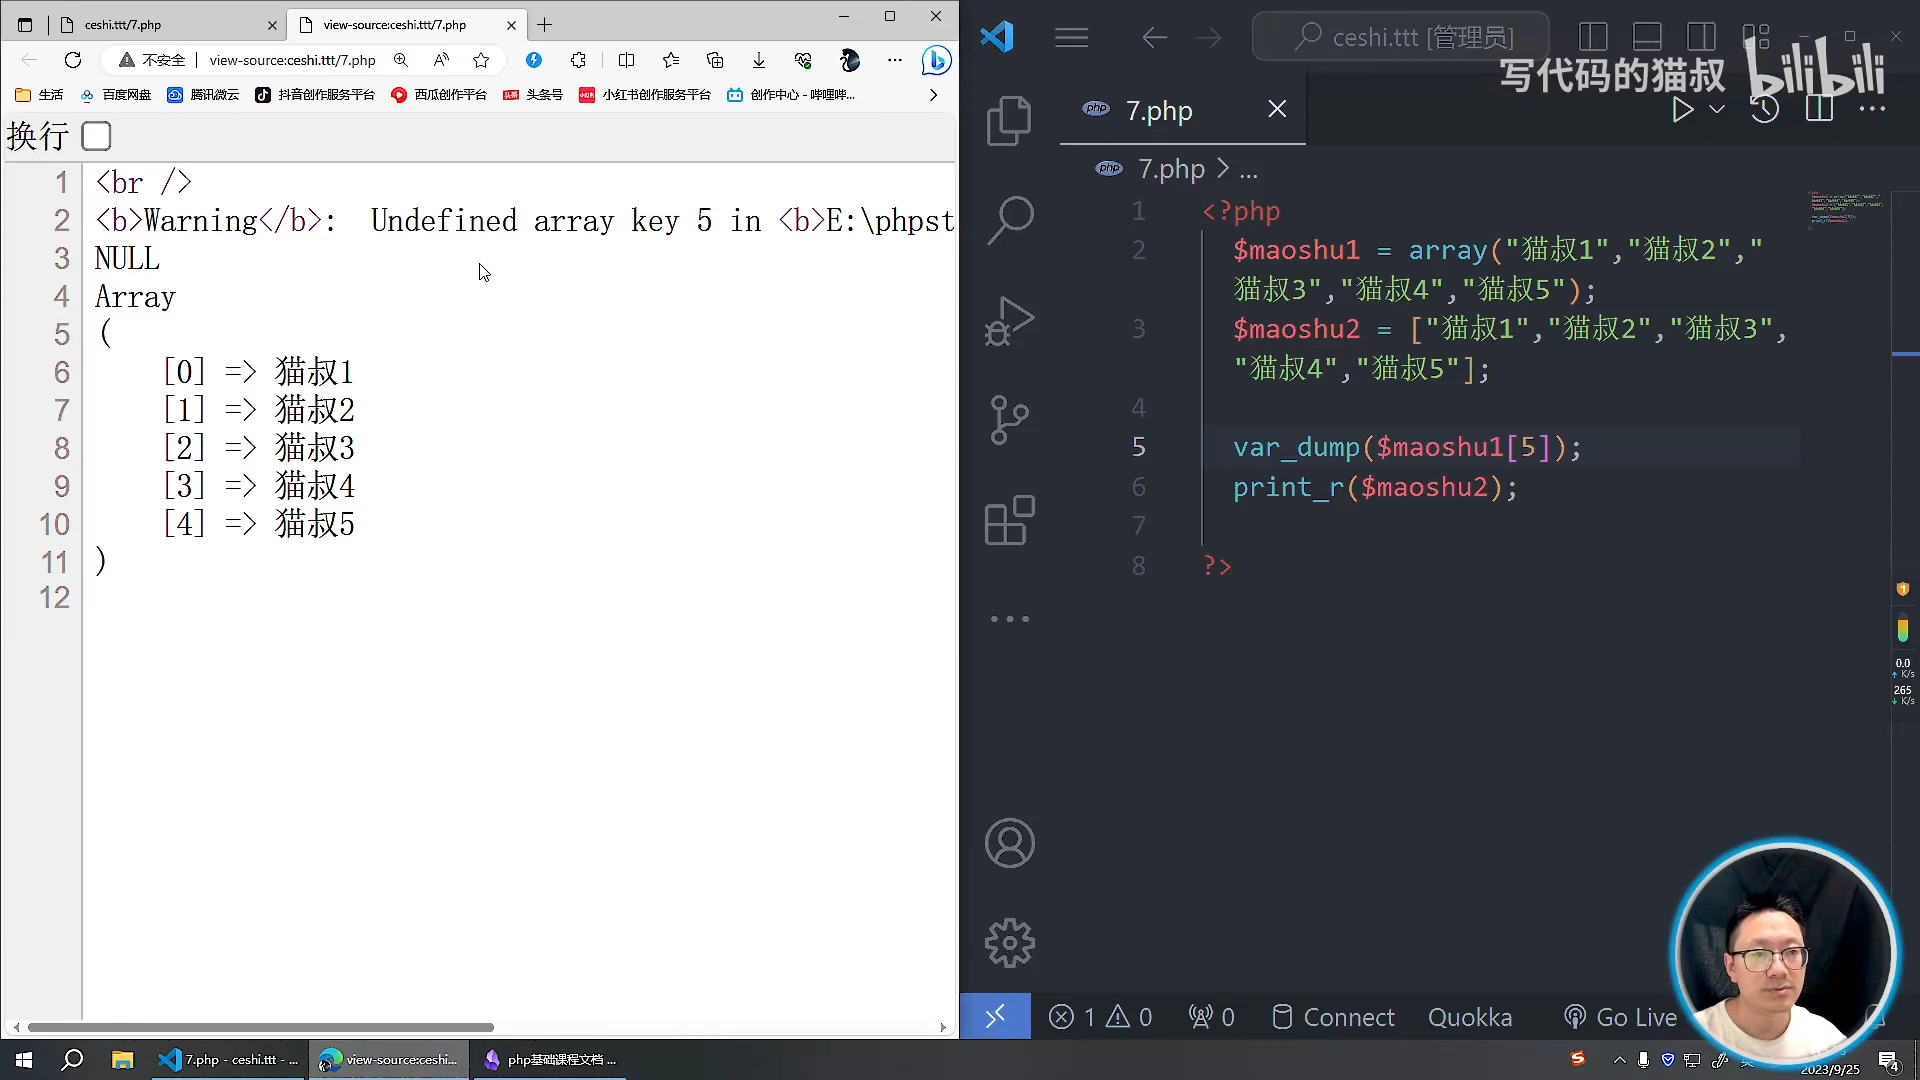 ceshi.ttt/7.php
view-source:ceshi.ttt/7.php
不安全
view-source:ceshi.ttt/7.php
生活
百度网盘
腾讯微云
抖音创作服务平台
西瓜创作平台
头条 头条号
小红书创作服务平台
创作中心 - 哔哩哔...
换行
1 <br />
2 <b>Warning</b>:  Undefined array key 5 in <b>E:\phpst
3 NULL
4 Array
5 (
6 [0] => 猫叔1
7 [1] => 猫叔2
8 [2] => 猫叔3
9 [3] => 猫叔4
10 [4] => 猫叔5
11 )
12
ceshi.ttt [管理员]
写代码的猫叔 bilibili
php 7.php
php 7.php > ...
1 <?php
2 $maoshu1 = array("猫叔1","猫叔2","
猫叔3","猫叔4","猫叔5");
3 $maoshu2 = ["猫叔1","猫叔2","猫叔3",
"猫叔4","猫叔5"];
4
5 var_dump($maoshu1[5]);
6 print_r($maoshu2);
7
8 ?>
1
0.0
K/s
265
K/s
1 0 0 Connect Quokka Go Live
7.php - ceshi.ttt - ...
view-source:ceshi...
php基础课程文档 ...
2023/9/25
4